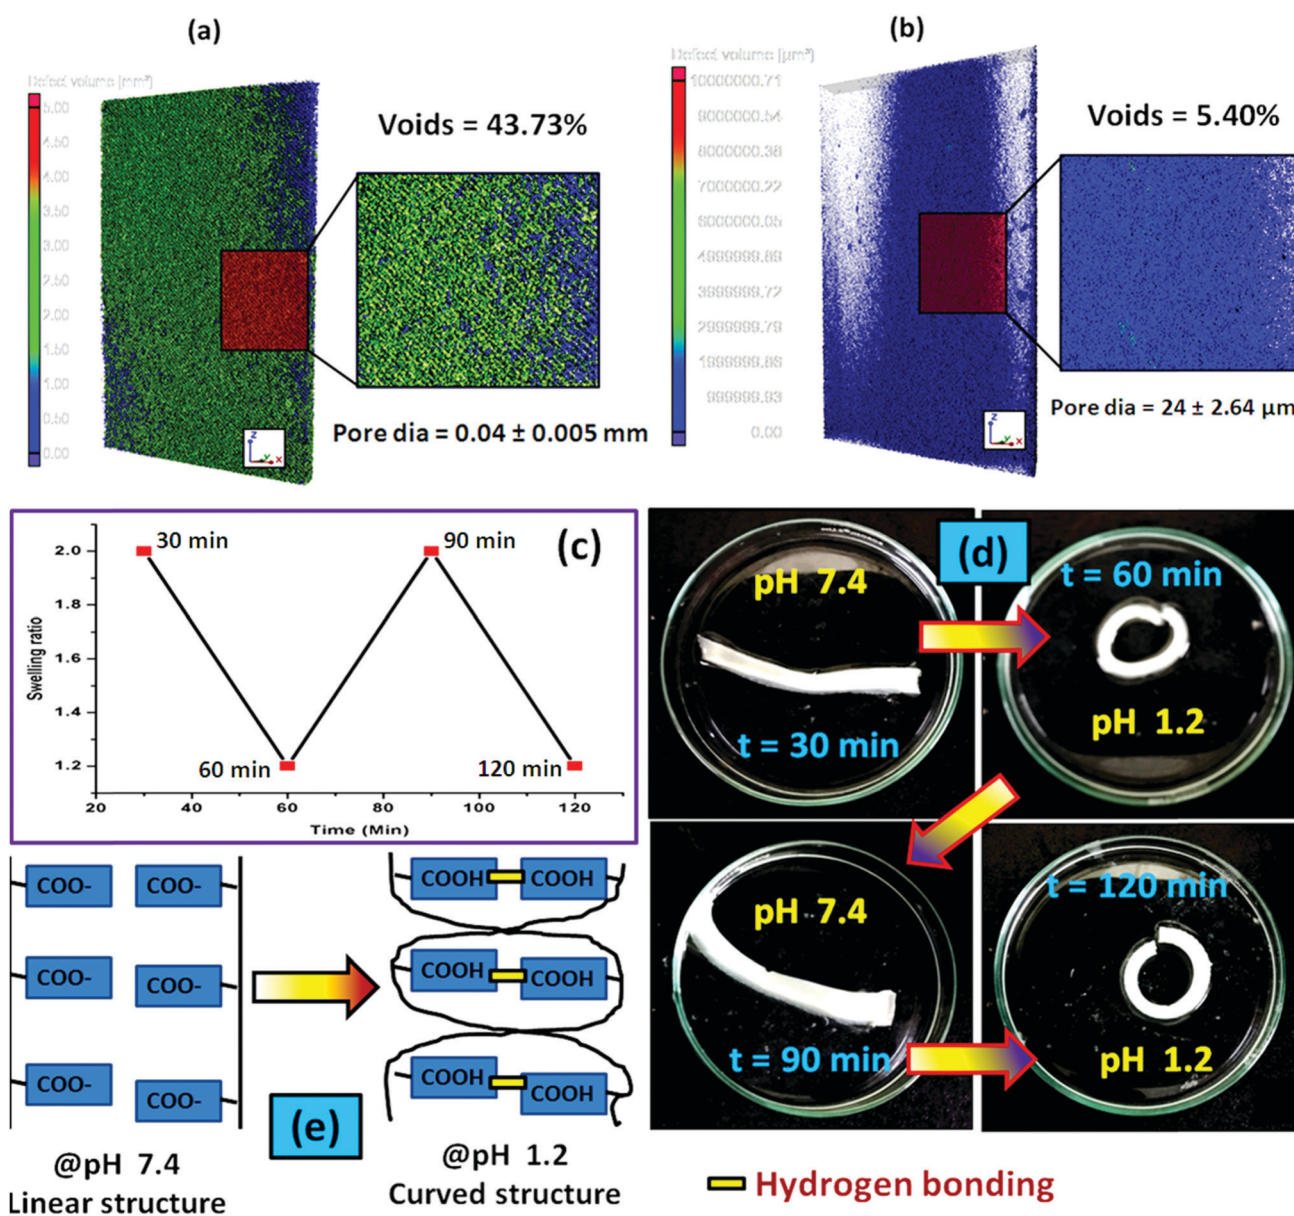 (a)
Defect volume [mm³]
5.00
4.50
4.00
3.50
3.00
2.50
2.00
1.50
1.00
0.50
0.00
Voids = 43.73%
Pore dia = 0.04 ± 0.005 mm
Z
Y
X
(b)
Defect volume [µm³]
10000000.71
9000000.54
8000000.38
7000000.22
6000000.05
4999999.89
3999999.72
2999999.79
1999999.86
999999.93
0.00
Voids = 5.40%
Pore dia = 24 ± 2.64 µm
Z
Y
X
(c)
Swelling ratio
2.0
1.8
1.6
1.4
1.2
30 min
90 min
60 min
120 min
20 40 60 80 100 120
Time (Min)
(d)
pH 7.4
t = 30 min
t = 60 min
pH 1.2
pH 7.4
t = 90 min
t = 120 min
pH 1.2
COO- COO-
COO- COO-
COO- COO-
@pH 7.4
Linear structure
(e)
COOH COOH
COOH COOH
COOH COOH
@pH 1.2
Curved structure
Hydrogen bonding